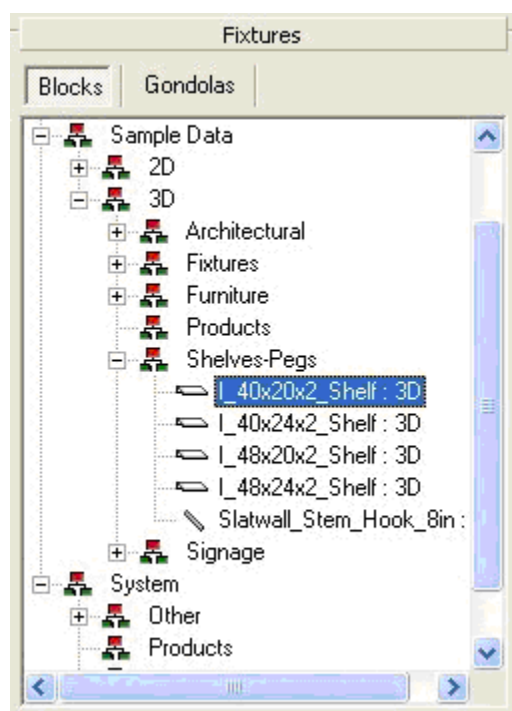 Fixtures
Blocks Gondolas
Sample Data
2D
3D
Architectural
Fixtures
Furniture
Products
Shelves-Pegs
I_40x20x2_Shelf : 3D
I_40x24x2_Shelf : 3D
I_48x20x2_Shelf : 3D
I_48x24x2_Shelf : 3D
Slatwall_Stem_Hook_8in :
Signage
System
Other
Products